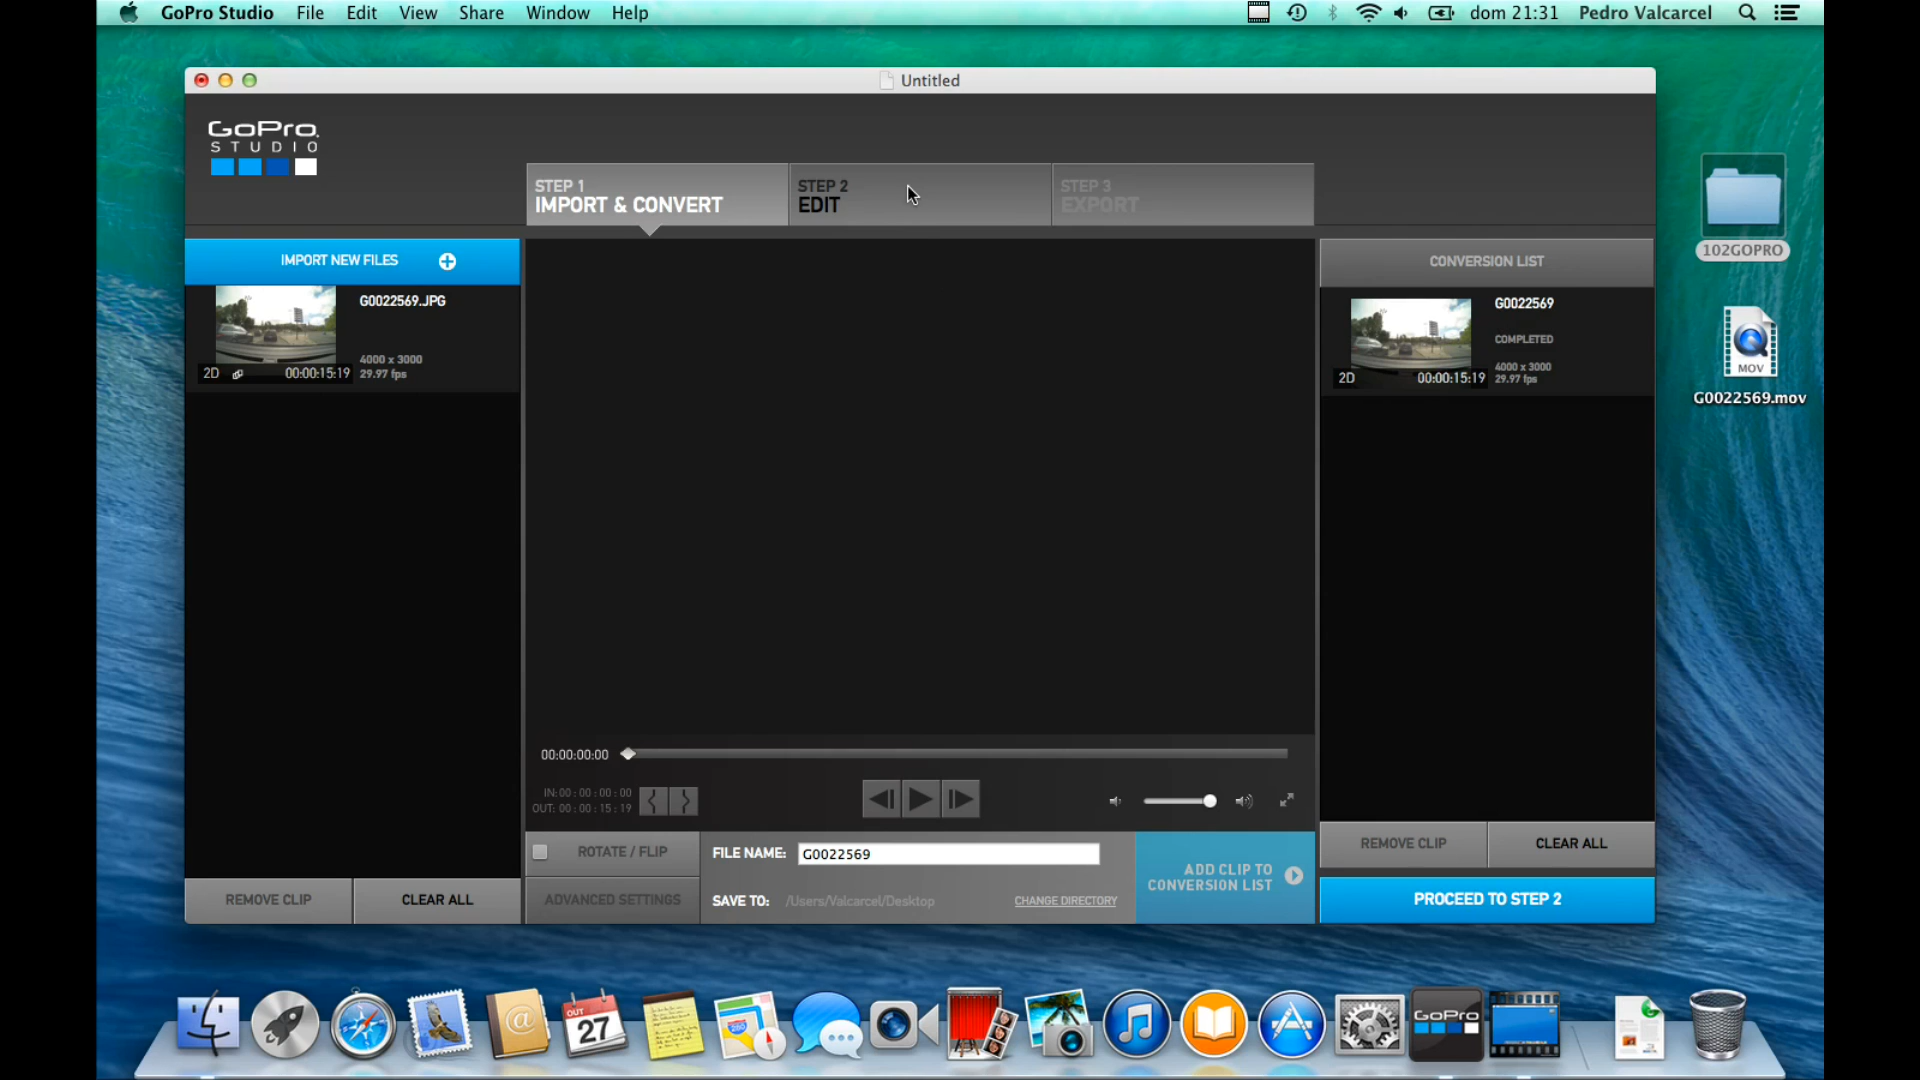 GoPro Studio File Edit View Share Window Help dom 21:31 Pedro Valcarcel
Untitled
GoPro
STUDIO
STEP 1
IMPORT & CONVERT
STEP 2
EDIT
STEP 3
EXPORT
IMPORT NEW FILES
G0022569.JPG
4000 x 3000
29.97 fps
2D 00:00:15:19
CONVERSION LIST
G0022569
COMPLETED
4000 x 3000
29.97 fps
2D 00:00:15:19
102GOPRO
MOV
G0022569.mov
00:00:00:00
IN: 00 : 00 : 00 : 00
OUT: 00 : 00 : 15 : 19
ROTATE / FLIP
ADVANCED SETTINGS
FILE NAME: G0022569
SAVE TO: /Users/Valcarcel/Desktop CHANGE DIRECTORY
ADD CLIP TO
CONVERSION LIST
REMOVE CLIP CLEAR ALL
REMOVE CLIP CLEAR ALL
PROCEED TO STEP 2
OUT
27
280
GoPro